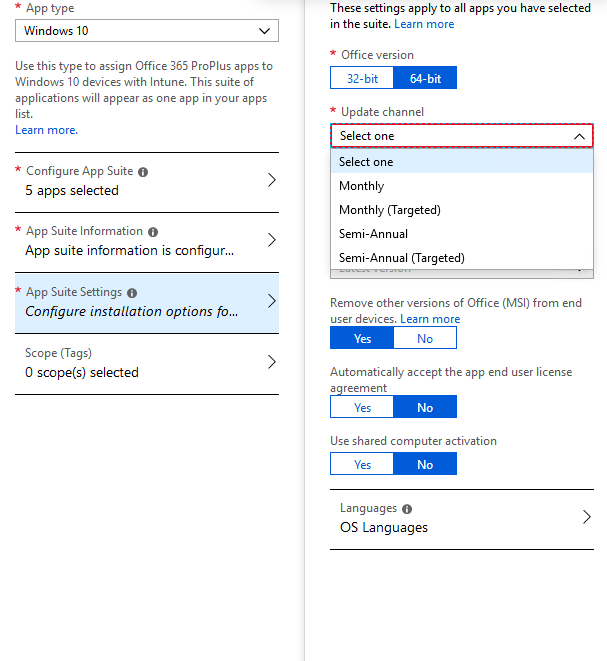 * App type
Windows 10
Use this type to assign Office 365 ProPlus apps to
Windows 10 devices with Intune. This suite of
applications will appear as one app in your apps
list.
Learn more.
* Configure App Suite
5 apps selected
* App Suite Information
App suite information is configur...
* App Suite Settings
Configure installation options fo...
Scope (Tags)
0 scope(s) selected
These settings apply to all apps you have selected
in the suite. Learn more
* Office version
32-bit 64-bit
* Update channel
Select one
Select one
Monthly
Monthly (Targeted)
Semi-Annual
Semi-Annual (Targeted)
Latest version
Remove other versions of Office (MSI) from end
user devices. Learn more
Yes No
Automatically accept the app end user license
agreement
Yes No
Use shared computer activation
Yes No
Languages
OS Languages